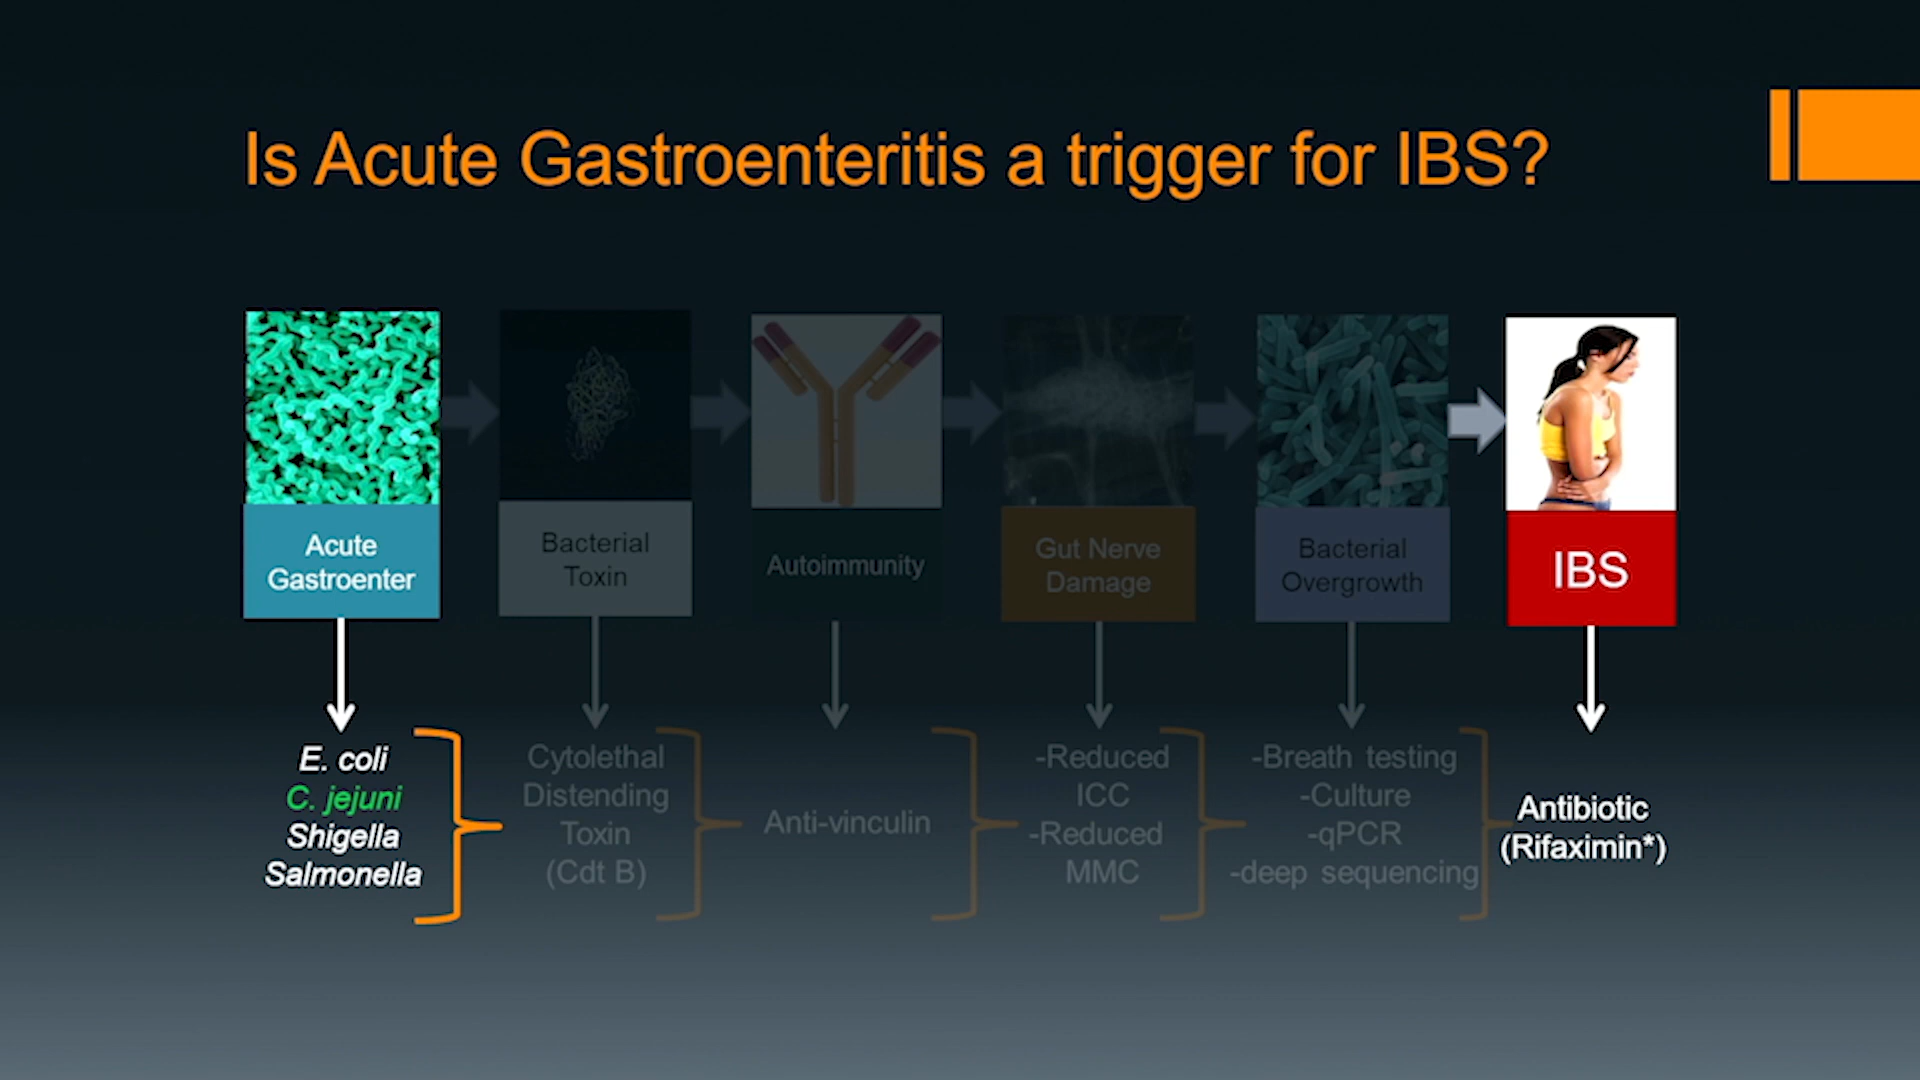 Is Acute Gastroenteritis a trigger for IBS?
Acute
Gastroenter
Bacterial
Toxin
Autoimmunity
Gut Nerve
Damage
Bacterial
Overgrowth
IBS
E. coli
C. jejuni
Shigella
Salmonella
Cytolethal
Distending
Toxin
(Cdt B)
Anti-vinculin
-Reduced
ICC
-Reduced
MMC
-Breath testing
-Culture
-qPCR
-deep sequencing
Antibiotic
(Rifaximin*)